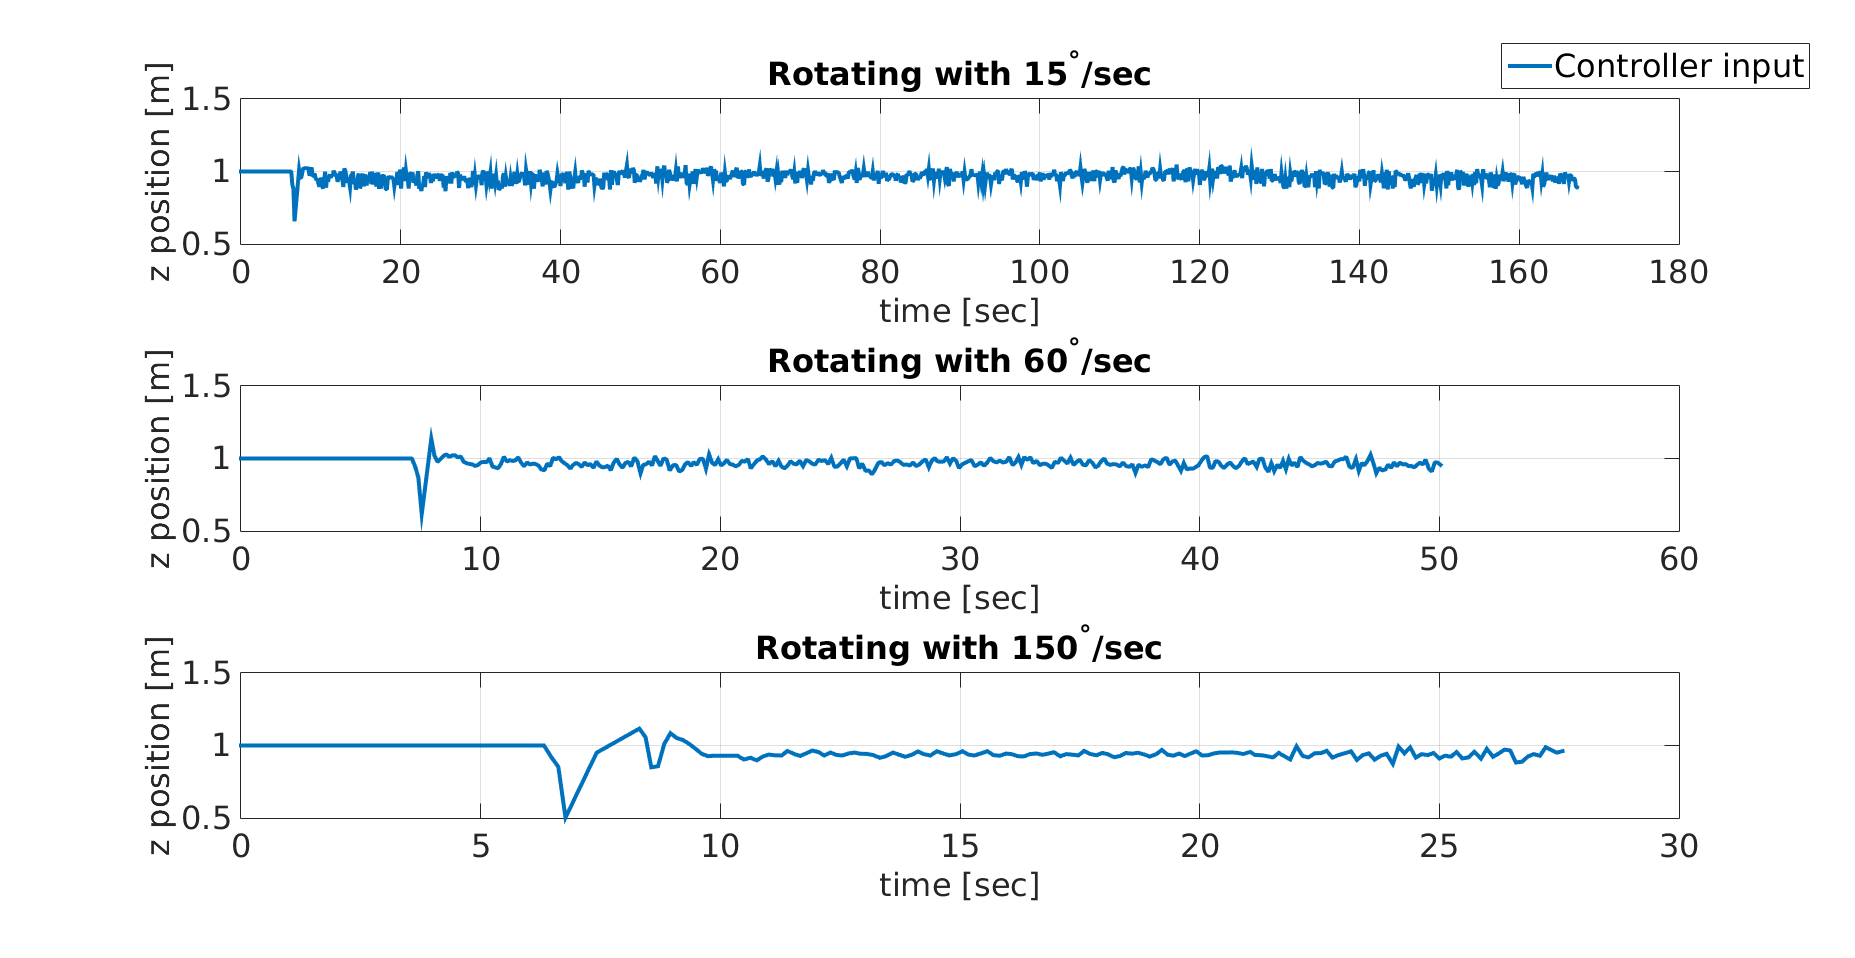 Controller input
Rotating with 15°/sec
z position [m]
1.5
1
0.5
0 20 40 60 80 100 120 140 160 180
time [sec]
Rotating with 60°/sec
z position [m]
1.5
1
0.5
0 10 20 30 40 50 60
time [sec]
Rotating with 150°/sec
z position [m]
1.5
1
0.5
0 5 10 15 20 25 30
time [sec]